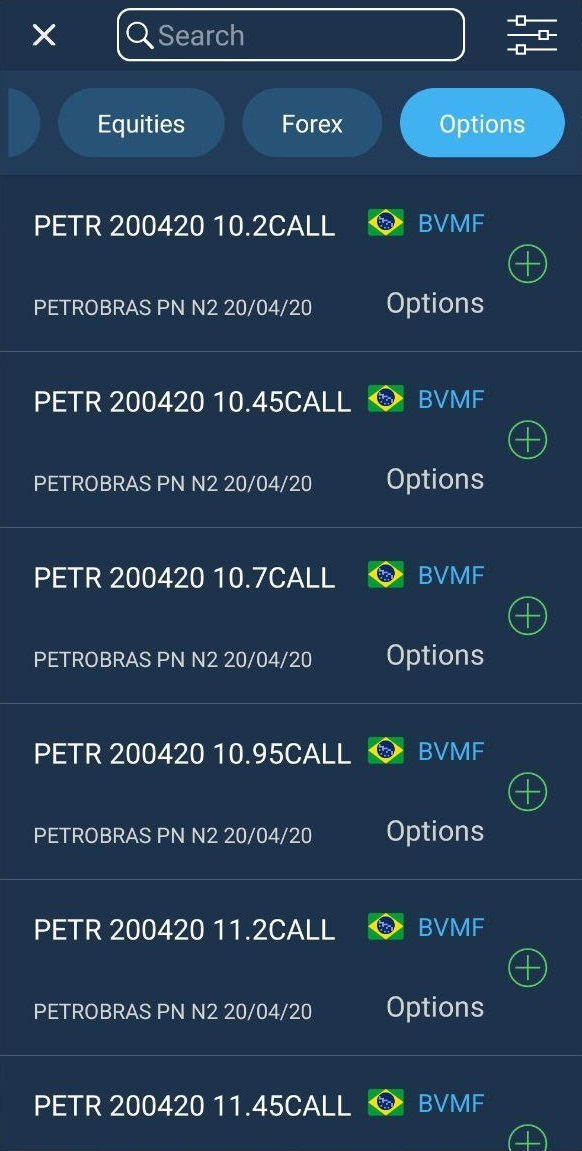 Search
Equities Forex Options
PETR 200420 10.2CALL BVMF
PETROBRAS PN N2 20/04/20 Options
PETR 200420 10.45CALL BVMF
PETROBRAS PN N2 20/04/20 Options
PETR 200420 10.7CALL BVMF
PETROBRAS PN N2 20/04/20 Options
PETR 200420 10.95CALL BVMF
PETROBRAS PN N2 20/04/20 Options
PETR 200420 11.2CALL BVMF
PETROBRAS PN N2 20/04/20 Options
PETR 200420 11.45CALL BVMF